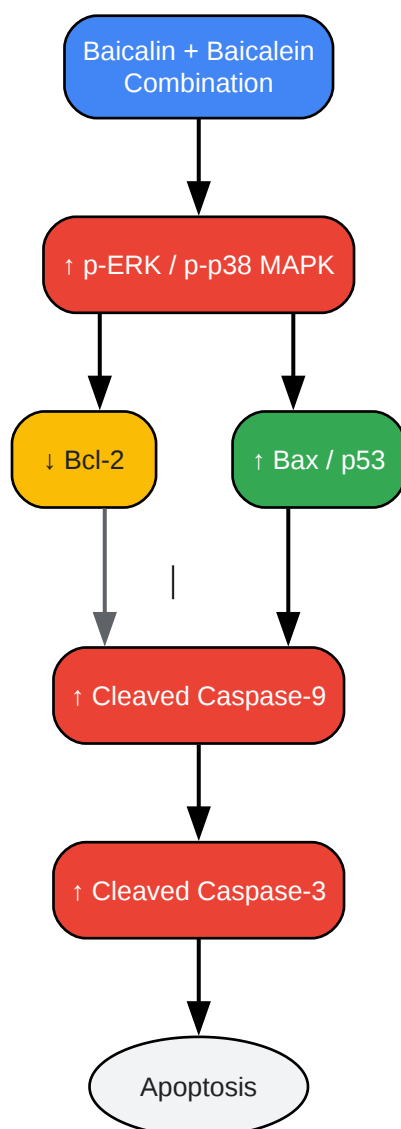 Baicalin + Baicalein
Combination
↑ p-ERK / p-p38 MAPK
↓ Bcl-2
↑ Bax / p53
|
↑ Cleaved Caspase-9
↑ Cleaved Caspase-3
Apoptosis